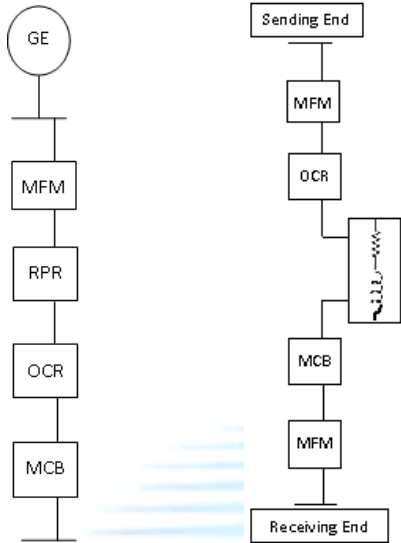 GE
MFM
RPR
OCR
MCB
Sending End
MFM
OCR
MCB
MFM
Receiving End